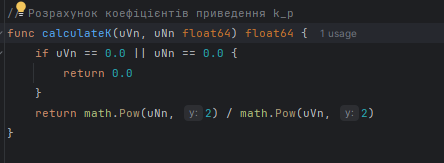 // Розрахунок коефіцієнтів приведення k_p
func calculateK(uVn, uNn float64) float64 { 1 usage
if uVn == 0.0 || uNn == 0.0 {
return 0.0
}
return math.Pow(uNn, y: 2) / math.Pow(uVn, y: 2)
}